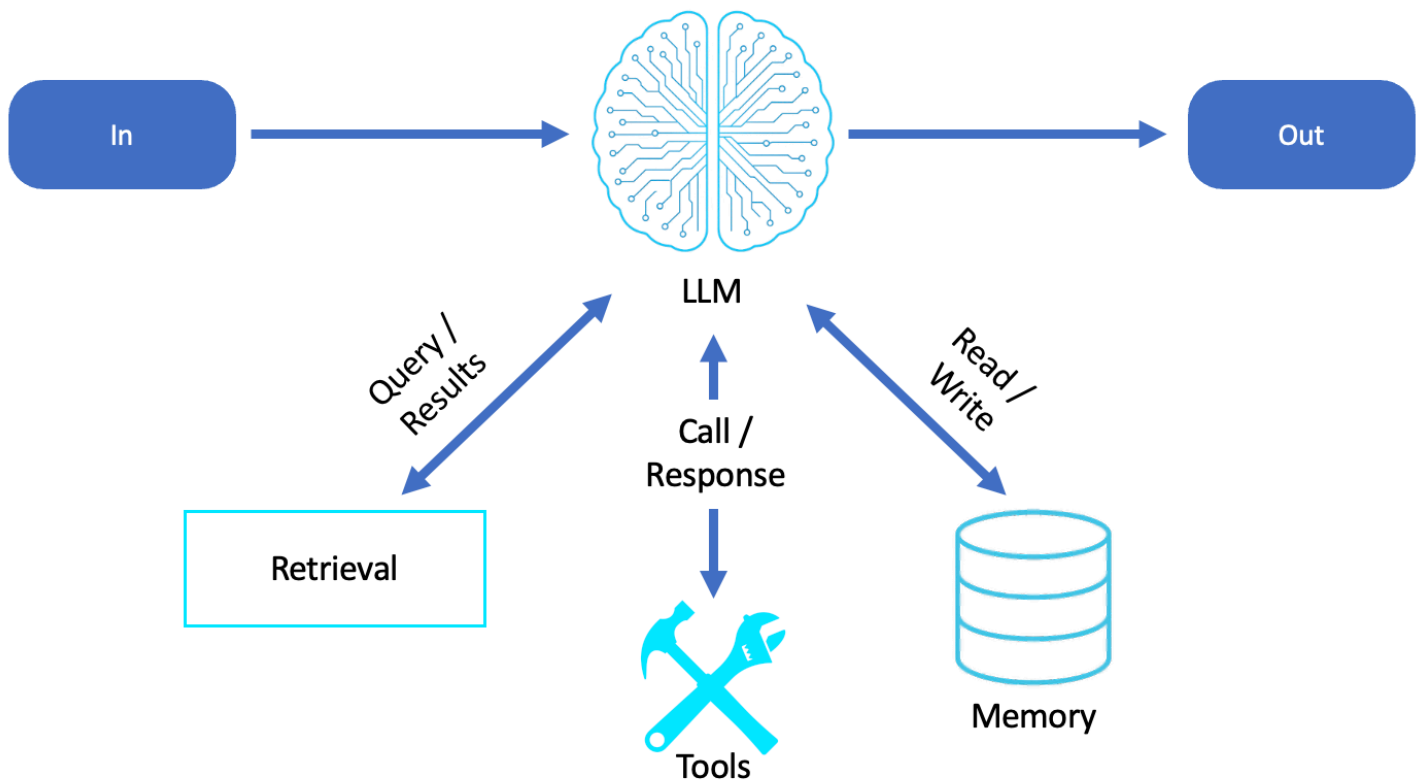 In
Out
LLM
Query /
Results
Call /
Response
Read /
Write
Retrieval
Tools
Memory